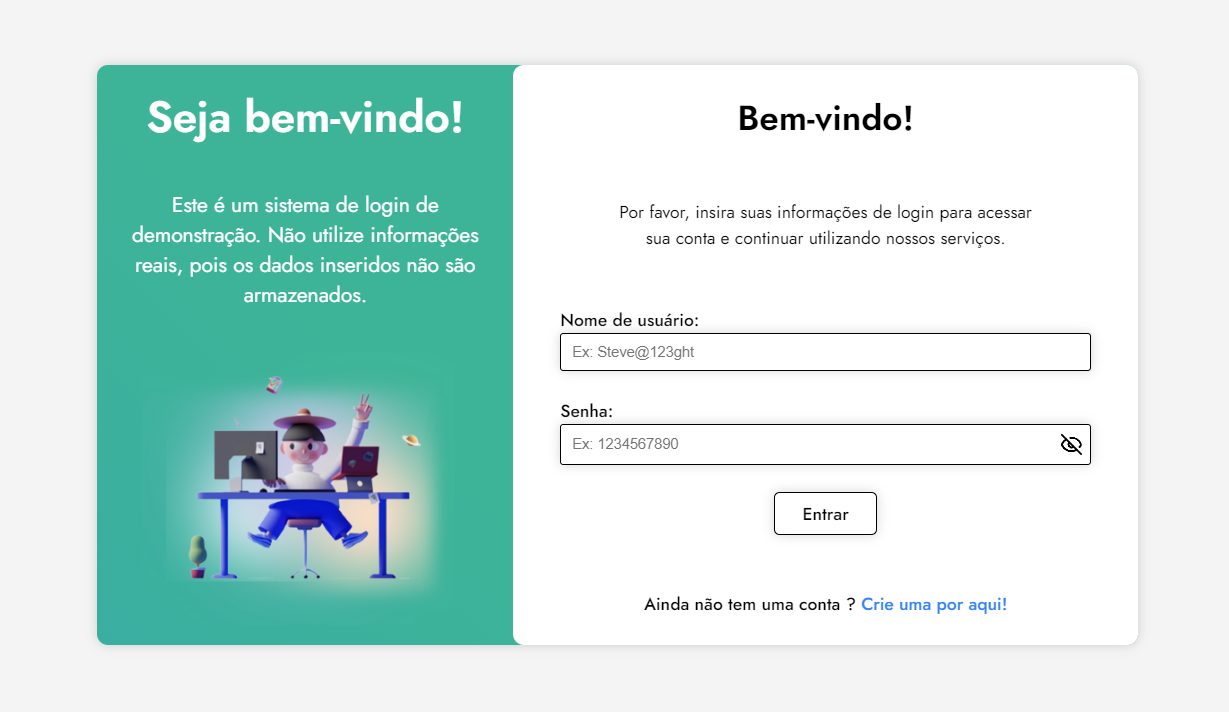 Seja bem-vindo!
Este é um sistema de login de
demonstração. Não utilize informações
reais, pois os dados inseridos não são
armazenados.
Bem-vindo!
Por favor, insira suas informações de login para acessar
sua conta e continuar utilizando nossos serviços.
Nome de usuário:
Ex: Steve@123ght
Senha:
Ex: 1234567890
Entrar
Ainda não tem uma conta ? Crie uma por aqui!